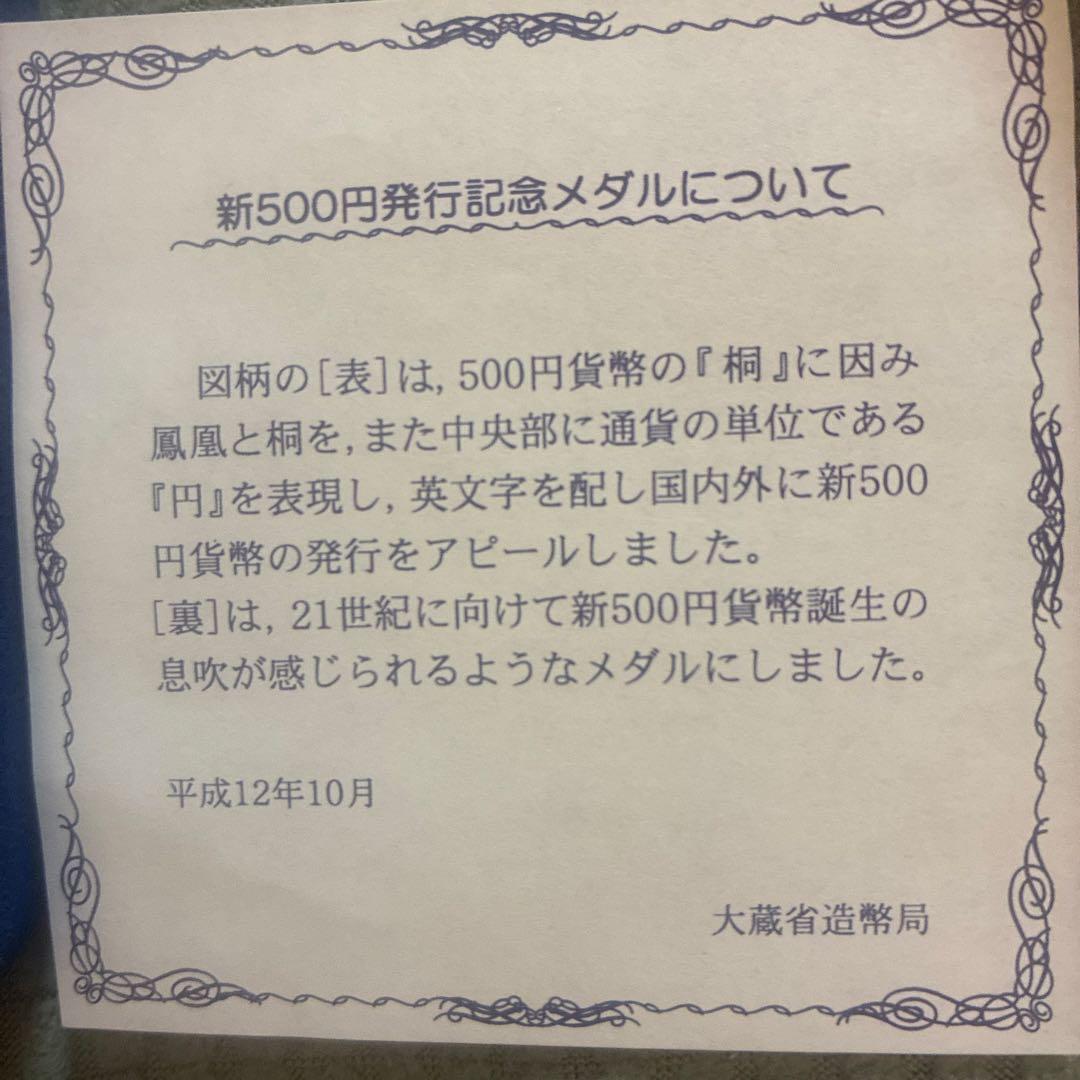 新500円発行記念メダルについて
図柄の[表]は, 500円貨幣の『桐』に因み
鳳凰と桐を, また中央部に通貨の単位である
『円』を表現し, 英文字を配し国内外に新500
円貨幣の発行をアピールしました。
[裏]は, 21世紀に向けて新500円貨幣誕生の
息吹が感じられるようなメダルにしました。
平成12年10月
大蔵省造幣局